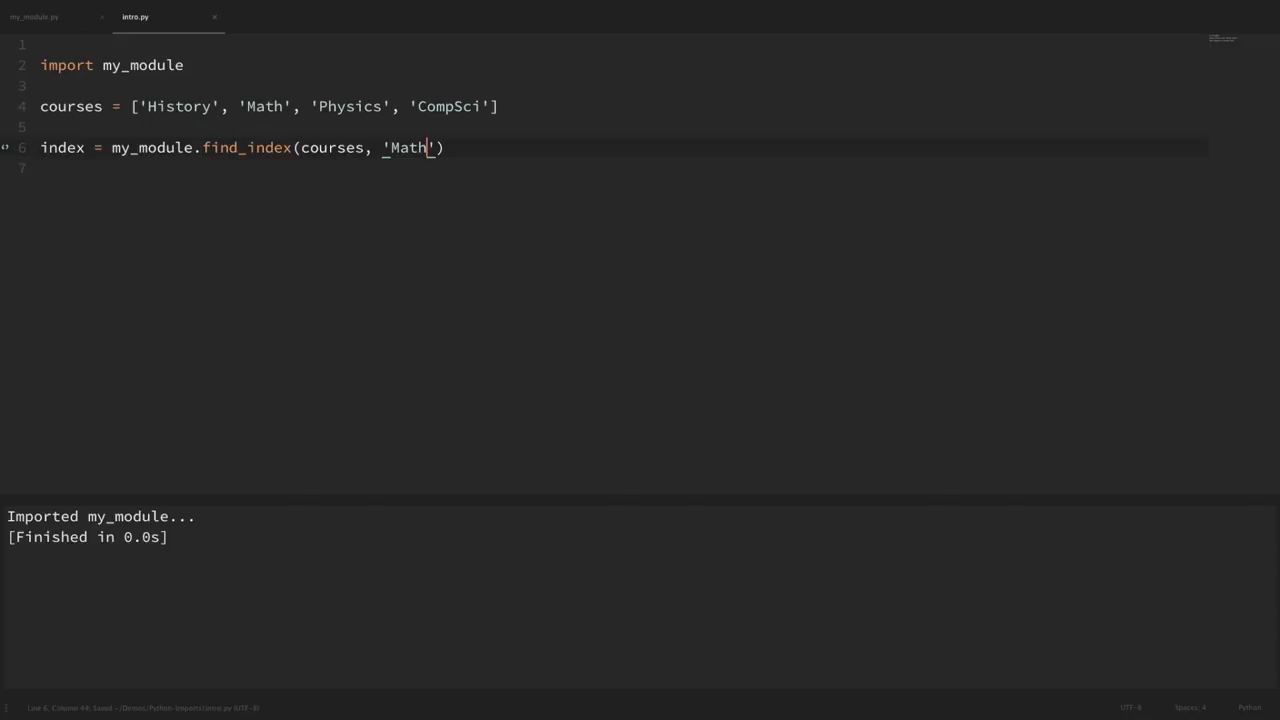 my_module.py × intro.py ×
1
2 import my_module
3
4 courses = ['History', 'Math', 'Physics', 'CompSci']
5
6 index = my_module.find_index(courses, 'Math')
7
Imported my_module...
[Finished in 0.0s]
Line 6, Column 44; Saved ~/Demos/Python-Imports/intro.py (UTF-8) UTF-8 Spaces: 4 Python